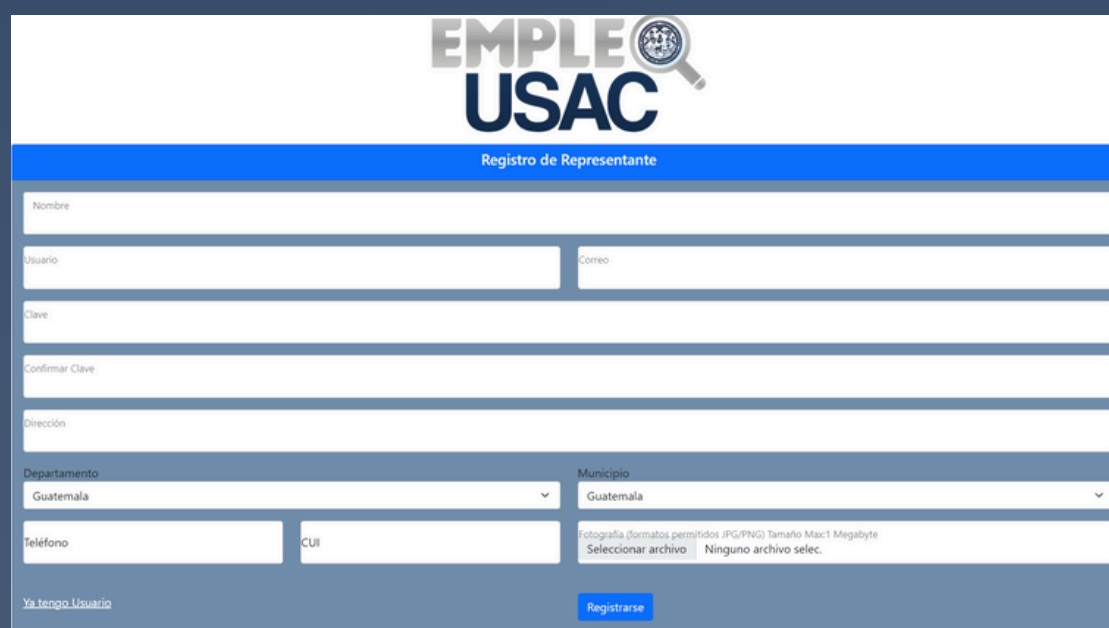 EMPLEO
USAC
Registro de Representante
Nombre
Usuario Correo
Clave
Confirmar Clave
Dirección
Departamento Municipio
Guatemala Guatemala
Teléfono CUI Fotografía (formatos permitidos JPG/PNG) Tamaño Max:1 Megabyte
Seleccionar archivo Ninguno archivo selec.
Ya tengo Usuario Registrarse